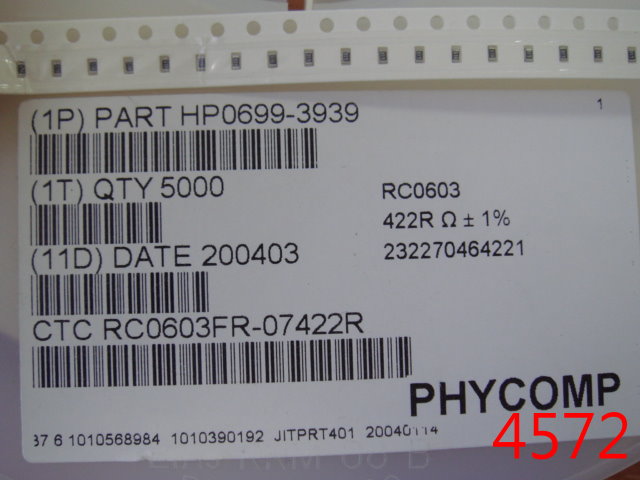 1
(1P) PART HP0699-3939
(1T) QTY 5000
RC0603
422R Ω ± 1%
(11D) DATE 200403
232270464221
CTC RC0603FR-07422R
PHYCOMP
37 6 1010568984 1010390192 JITPRT401 20040114
4572